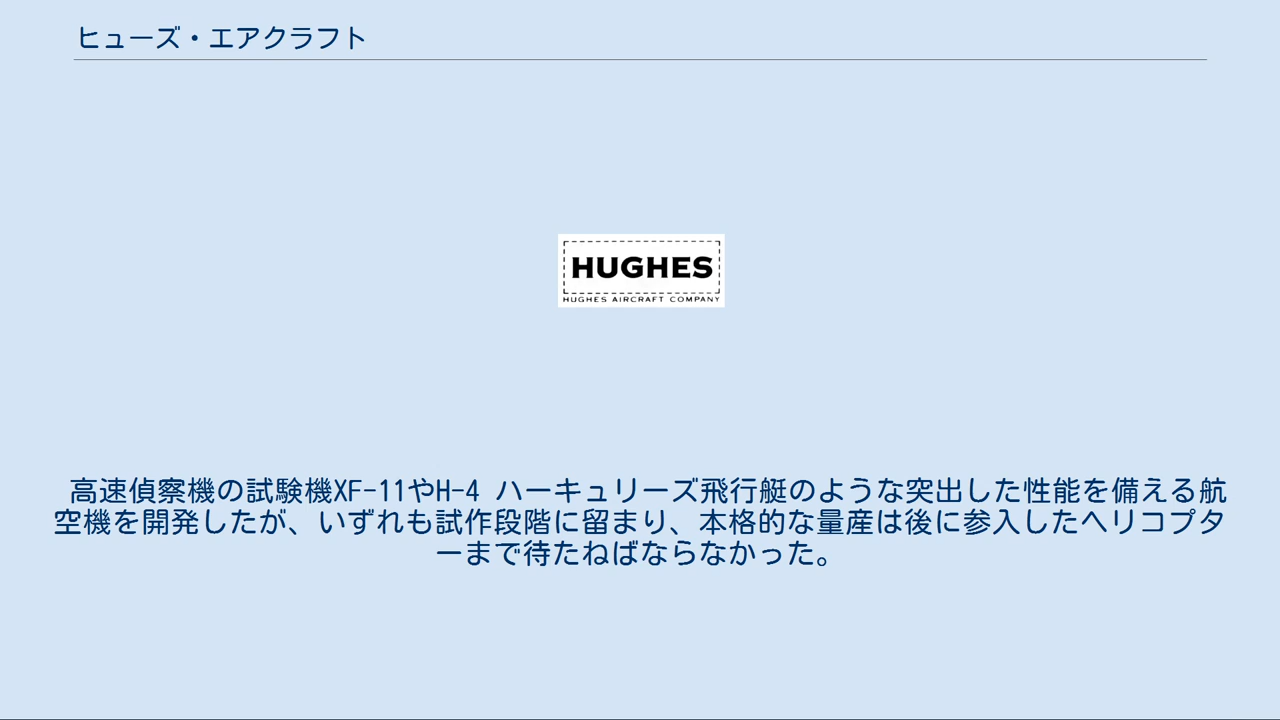 ヒューズ・エアクラフト
HUGHES
HUGHES AIRCRAFT COMPANY
高速偵察機の試験機XF-11やH-4 ハーキュリーズ飛行艇のような突出した性能を備える航
空機を開発したが、いずれも試作段階に留まり、本格的な量産は後に参入したヘリコプタ
ーまで待たねばならなかった。